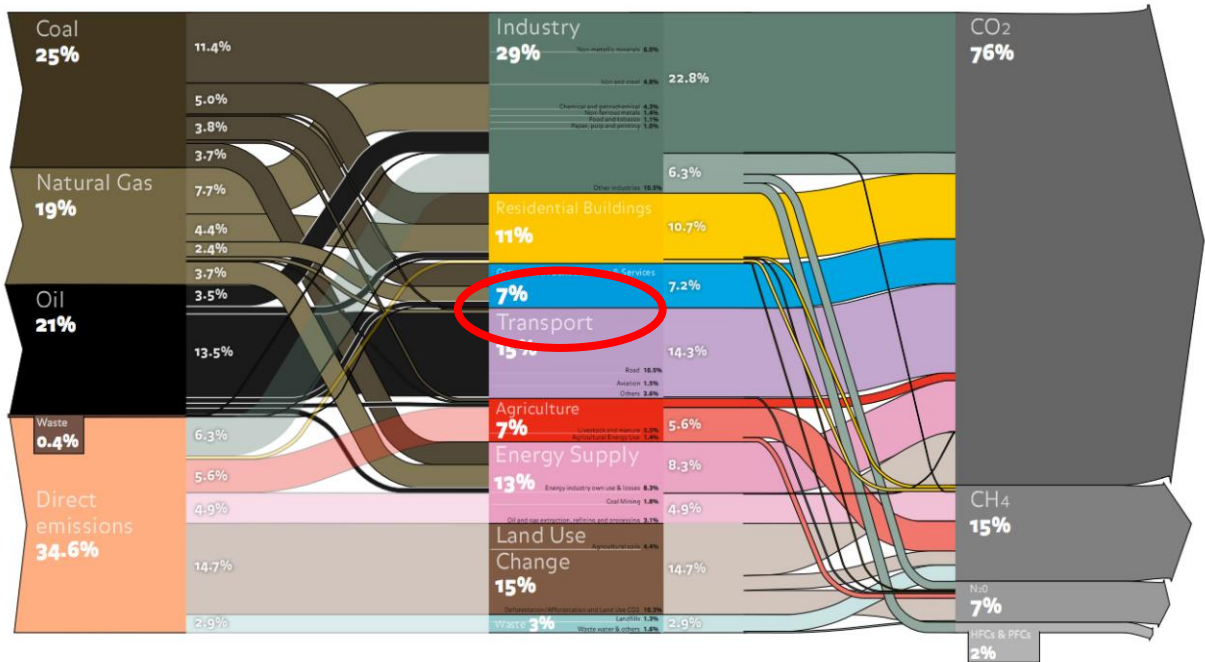 Coal
25%
Natural Gas
19%
Oil
21%
Waste
0.4%
Direct
emissions
34.6%
11.4%
5.0%
3.8%
3.7%
7.7%
4.4%
2.4%
3.7%
3.5%
13.5%
6.3%
5.6%
4.9%
14.7%
2.9%
Industry
29%
Non metallic minerals 6.0%
Iron and steel 4.8%
Chemical and petrochemical 4.3%
Non-ferrous metals 1.4%
Food and tobacco 1.1%
Paper, pulp and printing 1.0%
Other industries 10.5%
Residential Buildings
11%
& Services
7%
Transport
15%
Road 10.5%
Aviation 1.5%
Others 2.6%
Agriculture
7%
Livestock and manure
Agricultural Energy Use 1.4%
Energy Supply
13%
Energy industry own use & losses 8.3%
Coal Mining 1.8%
Oil and gas extraction, refining and processing 3.1%
Land Use
Change
15%
Agricultural soils 4.4%
Deforestation/Afforestation and Land Use CO2 10.3%
Waste 3%
Landfills 1.3%
Waste water & others 1.6%
22.8%
6.3%
10.7%
7.2%
14.3%
5.6%
8.3%
4.9%
14.7%
2.9%
CO2
76%
CH4
15%
N2O
7%
HFCs & PFCs
2%